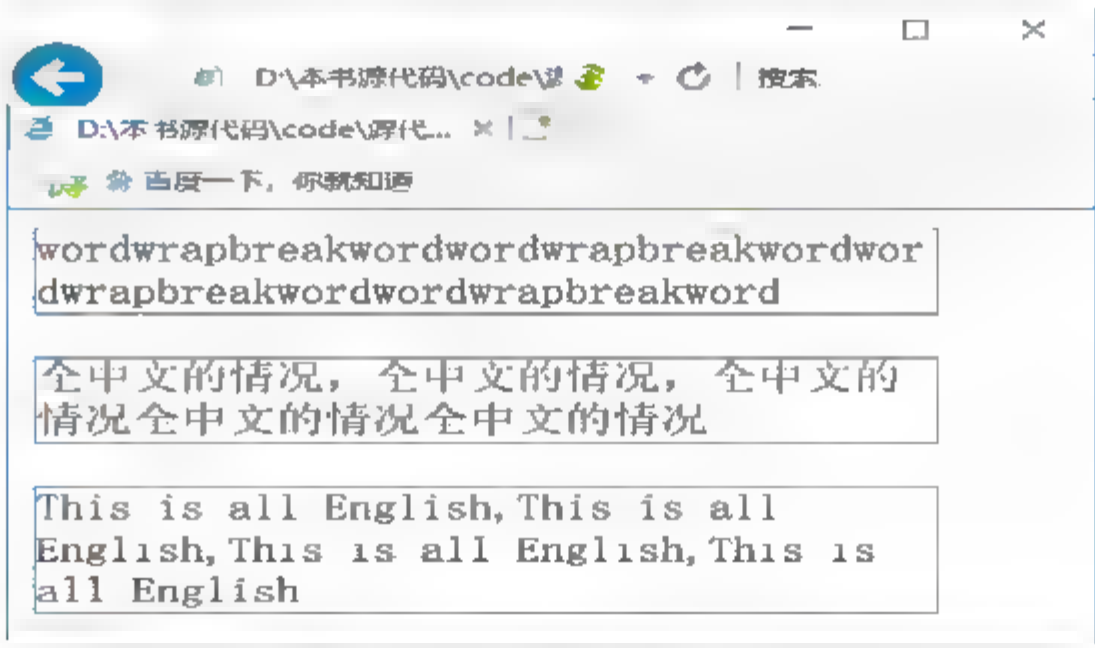 D:\本书源代码\code\ 搜索
D:\本书源代码\code\源代...
百度一下，你就知道
wordwrapbreakwordwordwrapbreakwordwor
dwrapbreakwordwordwrapbreakword
全中文的情况，全中文的情况，全中文的
情况全中文的情况全中文的情况
This is all English,This is all
English,This is all English,This is
all English